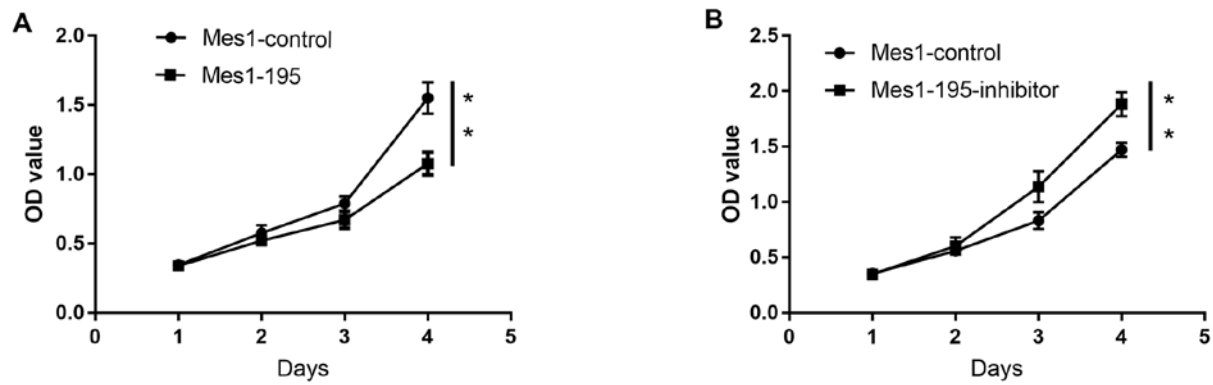 A
Mes1-control
Mes1-195
OD value
2.0
1.5
1.0
0.5
0.0
0 1 2 3 4 5
Days
*
*
B
Mes1-control
Mes1-195-inhibitor
OD value
2.5
2.0
1.5
1.0
0.5
0.0
0 1 2 3 4 5
Days
*
*